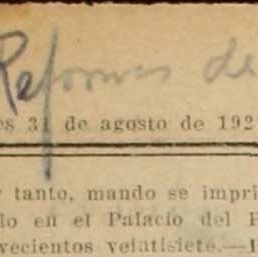 Reformas de
es 31 de agosto de 192
r tanto, mando se impri
do en el Palacio del P
vecientos veintisiete.—I